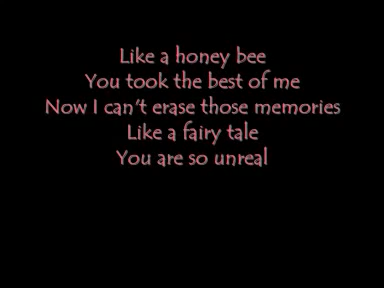 Like a honey bee
You took the best of me
Now I can't erase those memories
Like a fairy tale
You are so unreal